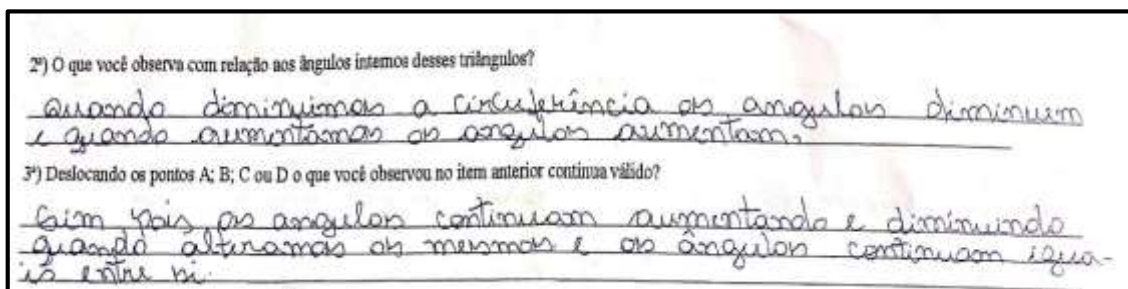 2ª) O que você observa com relação aos ângulos internos desses triângulos?
Quando diminuimos a circuferência os angulos diminuem
e quando aumentamos os angulos aumentam,
3ª) Deslocando os pontos A; B; C ou D o que você observou no item anterior continua válido?
Sim pois os angulos continuam aumentando e diminuindo
quando alteramos os mesmos e os ângulos continuam igua-
is entre si.